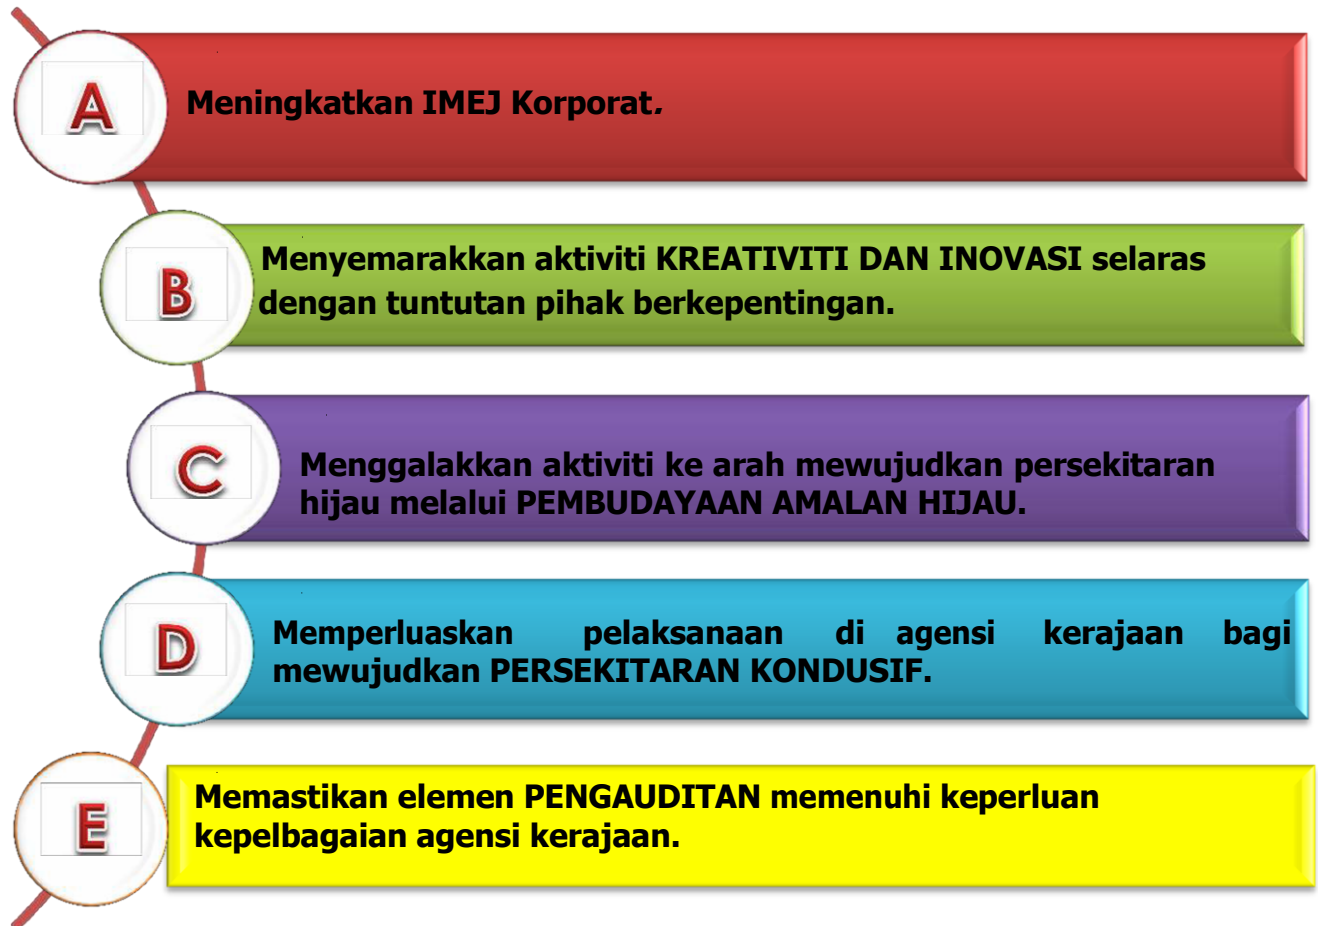 A
Meningkatkan IMEJ Korporat.
B
Menyemarakkan aktiviti KREATIVITI DAN INOVASI selaras
dengan tuntutan pihak berkepentingan.
C
Menggalakkan aktiviti ke arah mewujudkan persekitaran
hijau melalui PEMBUDAYAAN AMALAN HIJAU.
D
Memperluaskan pelaksanaan di agensi kerajaan bagi
mewujudkan PERSEKITARAN KONDUSIF.
E
Memastikan elemen PENGAUDITAN memenuhi keperluan
kepelbagaian agensi kerajaan.